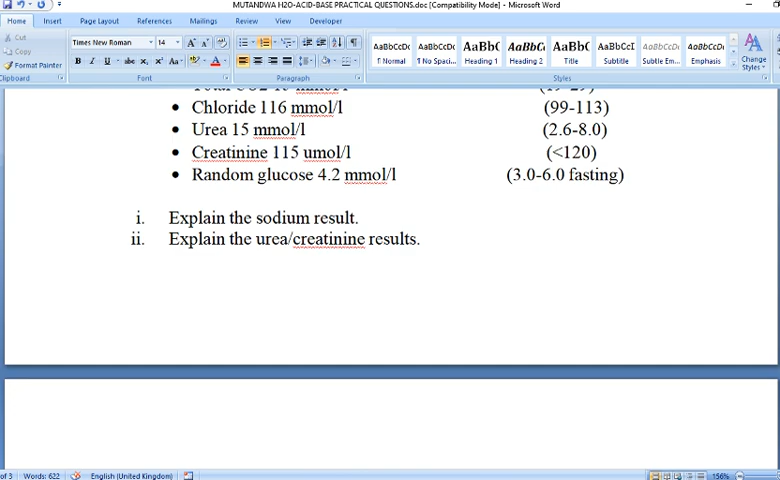 MUTANDWA H2O-ACID-BASE PRACTICAL QUESTIONS.doc [Compatibility Mode] - Microsoft Word
Home Insert Page Layout References Mailings Review View Developer
Cut
Copy
Format Painter
Clipboard
Times New Roman 14
Font
Paragraph
AaBbCcDc AaBbCcDc AaBbC AaBbCc AaBbC AaBbCcI AaBbCcDc AaBbCcDc
¶ Normal ¶ No Spaci... Heading 1 Heading 2 Title Subtitle Subtle Em... Emphasis
Change Styles
Styles
• Chloride 116 mmol/l (99-113)
• Urea 15 mmol/l (2.6-8.0)
• Creatinine 115 umol/l (<120)
• Random glucose 4.2 mmol/l (3.0-6.0 fasting)
i. Explain the sodium result.
ii. Explain the urea/creatinine results.
of 3 Words: 622 English (United Kingdom) 156%